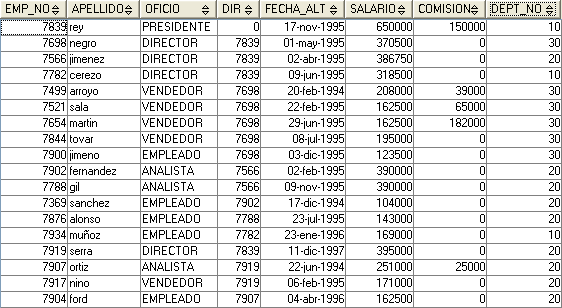 EMP_NO APELLIDO OFICIO DIR FECHA_ALT SALARIO COMISION DEPT_NO
7839 rey PRESIDENTE 0 17-nov-1995 650000 150000 10
7698 negro DIRECTOR 7839 01-may-1995 370500 0 30
7566 jimenez DIRECTOR 7839 02-abr-1995 386750 0 20
7782 cerezo DIRECTOR 7839 09-jun-1995 318500 0 10
7499 arroyo VENDEDOR 7698 20-feb-1994 208000 39000 30
7521 sala VENDEDOR 7698 22-feb-1995 162500 65000 30
7654 martin VENDEDOR 7698 29-jun-1995 162500 182000 30
7844 tovar VENDEDOR 7698 08-jul-1995 195000 0 30
7900 jimeno EMPLEADO 7698 03-dic-1995 123500 0 30
7902 fernandez ANALISTA 7566 02-feb-1995 390000 0 20
7788 gil ANALISTA 7566 09-nov-1995 390000 0 20
7369 sanchez EMPLEADO 7902 17-dic-1994 104000 0 20
7876 alonso EMPLEADO 7788 23-jul-1995 143000 0 20
7934 muñoz EMPLEADO 7782 23-ene-1996 169000 0 10
7919 serra DIRECTOR 7839 11-dic-1997 395000 0 20
7907 ortiz ANALISTA 7919 22-jun-1994 251000 25000 20
7917 nino VENDEDOR 7919 06-feb-1995 171000 0 20
7904 ford EMPLEADO 7907 04-abr-1996 162500 0 20